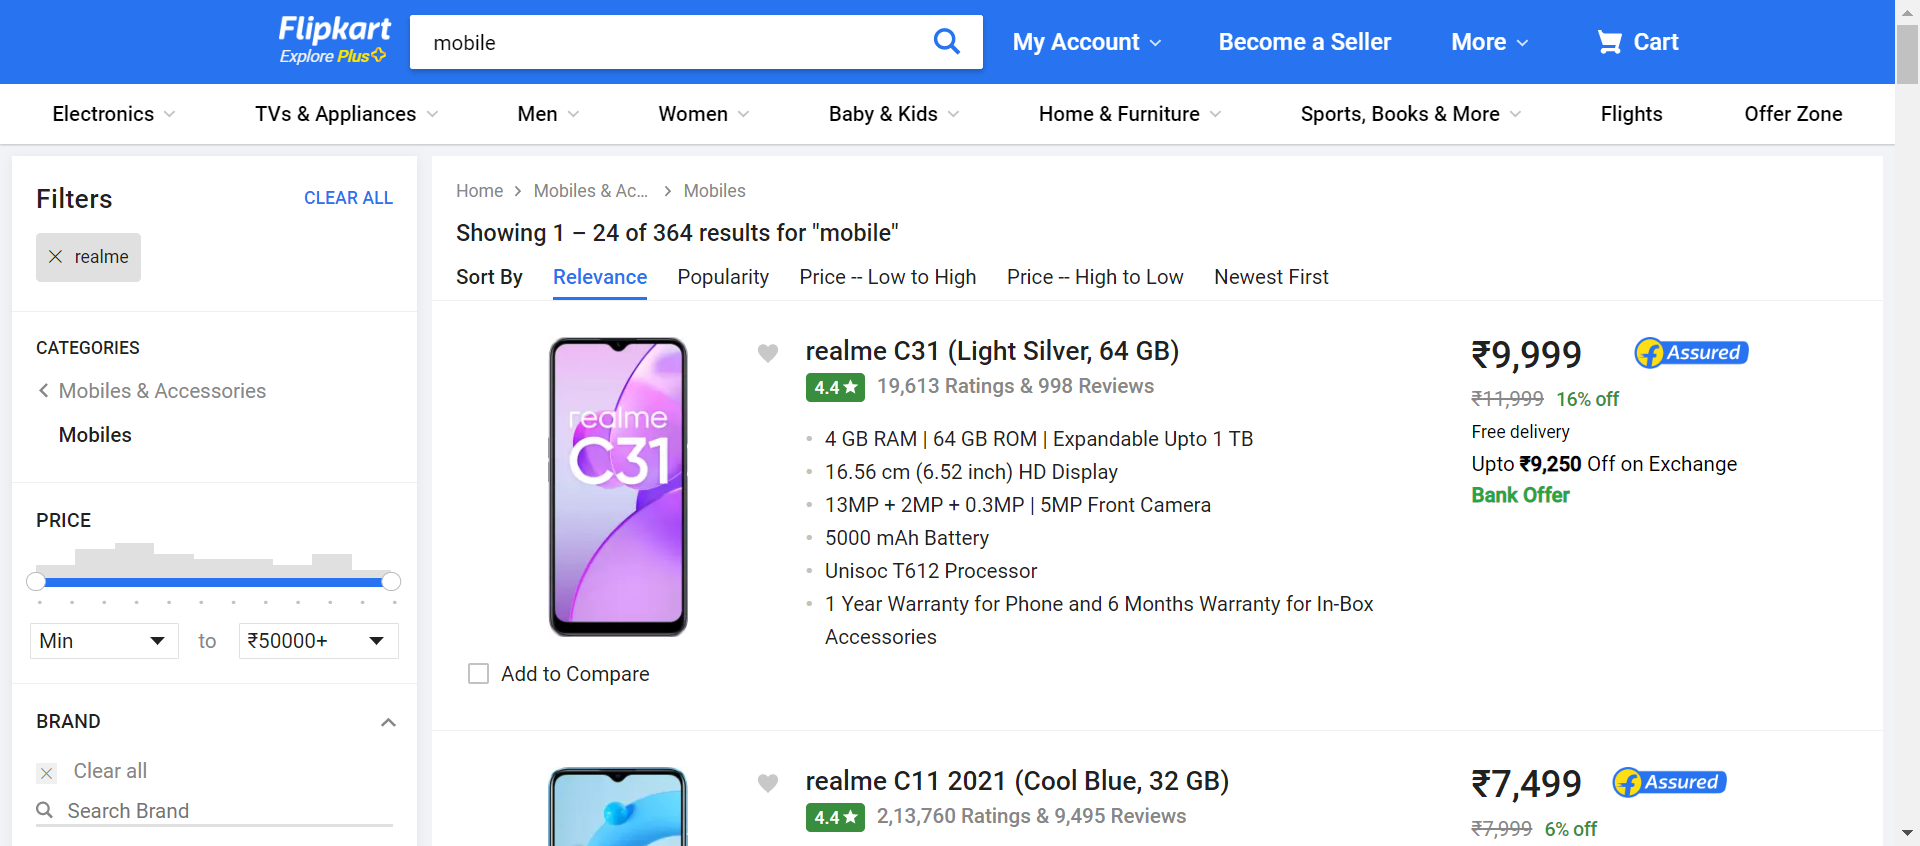 Flipkart
Explore Plus
mobile
My Account
Become a Seller
More
Cart
Electronics
TVs & Appliances
Men
Women
Baby & Kids
Home & Furniture
Sports, Books & More
Flights
Offer Zone
Filters
CLEAR ALL
realme
CATEGORIES
Mobiles & Accessories
Mobiles
PRICE
Min
to
₹50000+
BRAND
Clear all
Search Brand
Home
Mobiles & Ac...
Mobiles
Showing 1 – 24 of 364 results for "mobile"
Sort By
Relevance
Popularity
Price -- Low to High
Price -- High to Low
Newest First
realme
C31
Add to Compare
realme C31 (Light Silver, 64 GB)
4.4
19,613 Ratings & 998 Reviews
4 GB RAM | 64 GB ROM | Expandable Upto 1 TB
16.56 cm (6.52 inch) HD Display
13MP + 2MP + 0.3MP | 5MP Front Camera
5000 mAh Battery
Unisoc T612 Processor
1 Year Warranty for Phone and 6 Months Warranty for In-Box
Accessories
₹9,999
Assured
₹11,999 16% off
Free delivery
Upto ₹9,250 Off on Exchange
Bank Offer
realme C11 2021 (Cool Blue, 32 GB)
4.4
2,13,760 Ratings & 9,495 Reviews
₹7,499
Assured
₹7,999 6% off